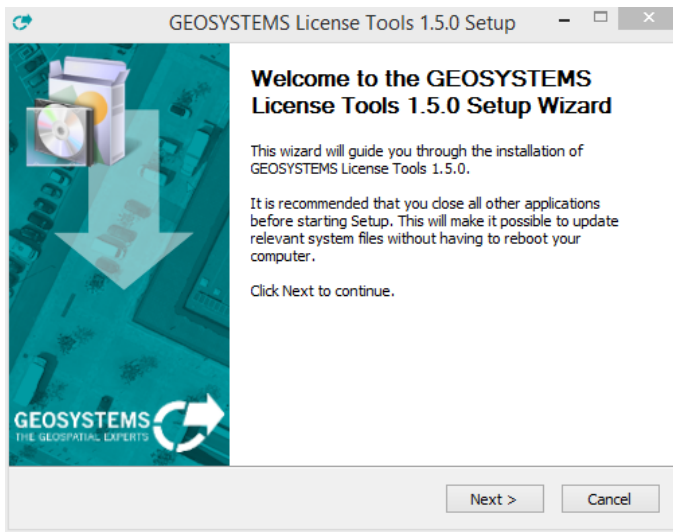 GEOSYSTEMS License Tools 1.5.0 Setup
Welcome to the GEOSYSTEMS
License Tools 1.5.0 Setup Wizard
This wizard will guide you through the installation of
GEOSYSTEMS License Tools 1.5.0.
It is recommended that you close all other applications
before starting Setup. This will make it possible to update
relevant system files without having to reboot your
computer.
Click Next to continue.
GEOSYSTEMS
THE GEOSPATIAL EXPERTS
Next >
Cancel